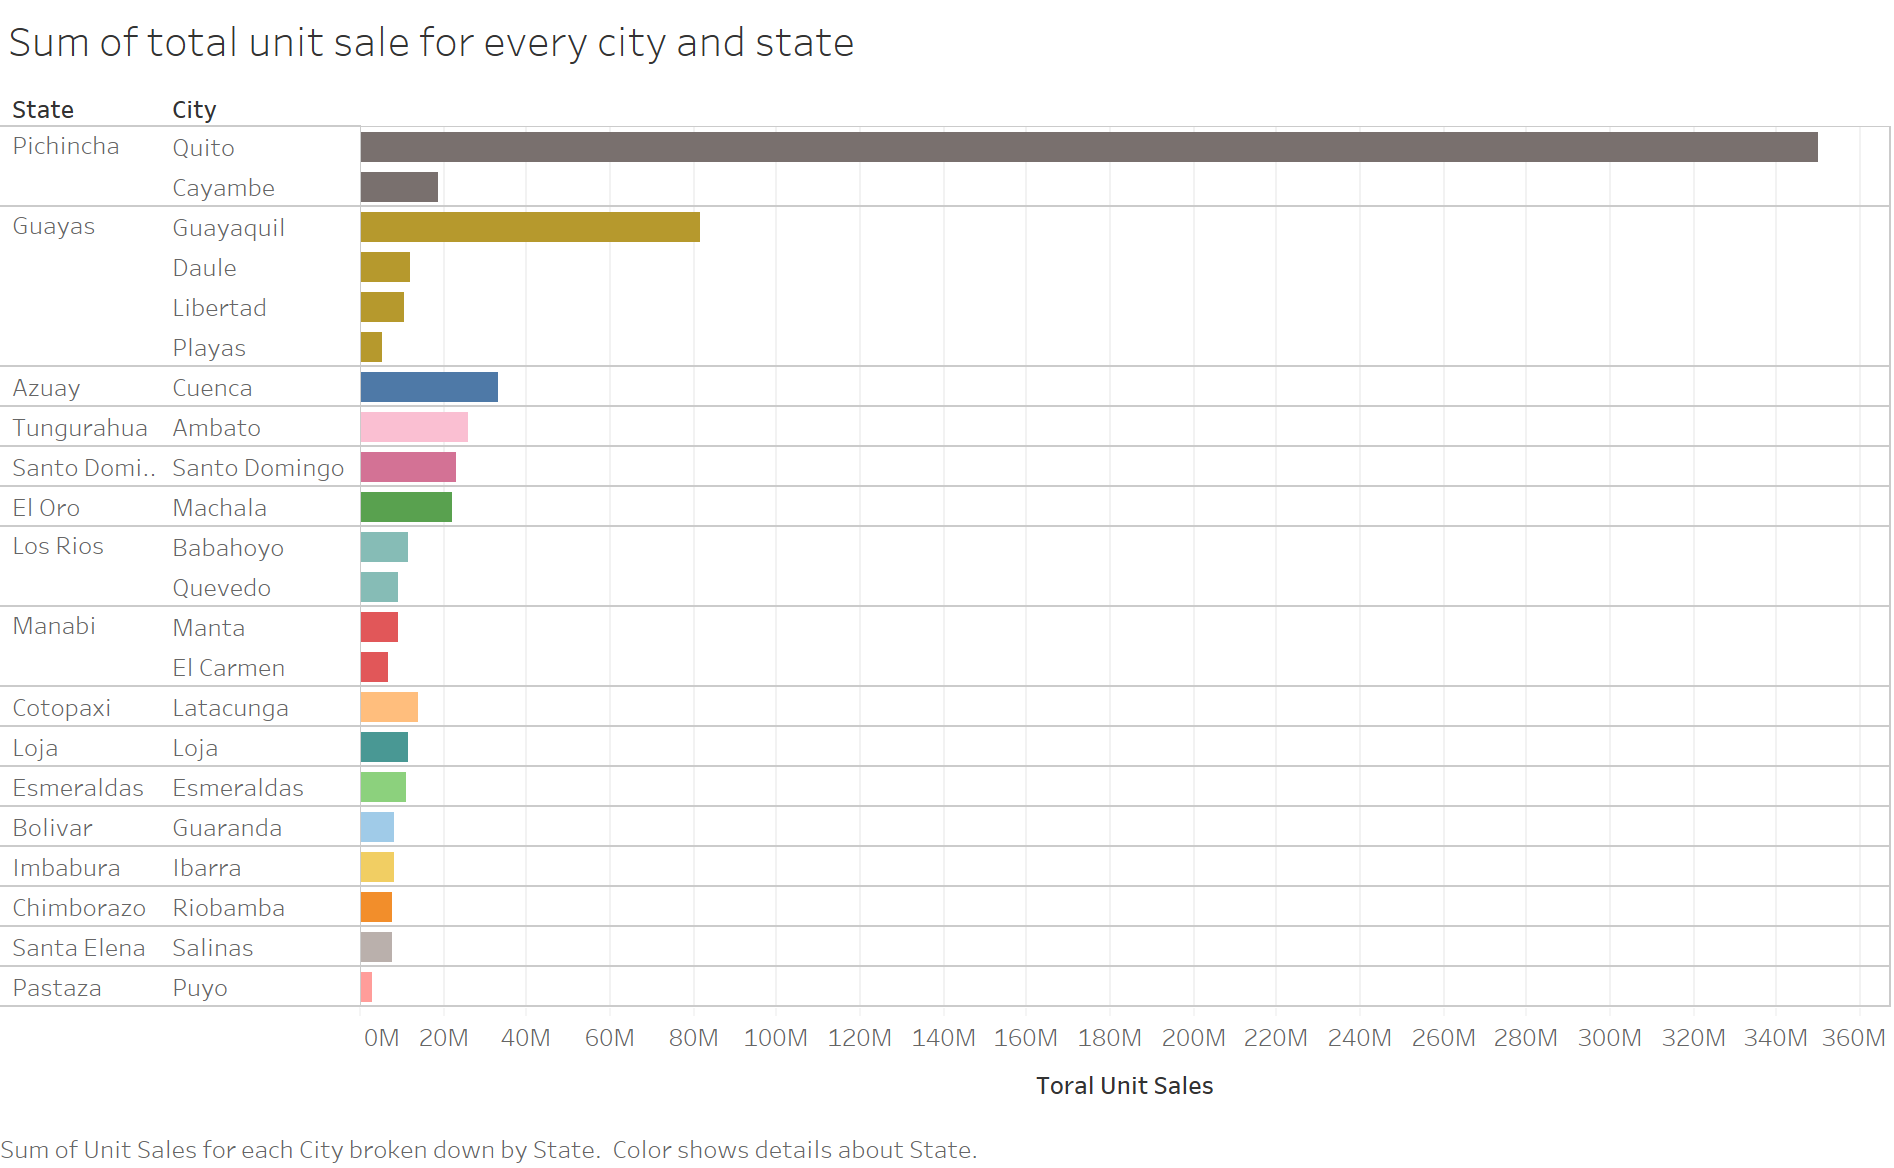 Sum of total unit sale for every city and state
State City
Pichincha Quito
Cayambe
Guayas Guayaquil
Daule
Libertad
Playas
Azuay Cuenca
Tungurahua Ambato
Santo Domi.. Santo Domingo
El Oro Machala
Los Rios Babahoyo
Quevedo
Manabi Manta
El Carmen
Cotopaxi Latacunga
Loja Loja
Esmeraldas Esmeraldas
Bolivar Guaranda
Imbabura Ibarra
Chimborazo Riobamba
Santa Elena Salinas
Pastaza Puyo
0M 20M 40M 60M 80M 100M 120M 140M 160M 180M 200M 220M 240M 260M 280M 300M 320M 340M 360M
Toral Unit Sales
Sum of Unit Sales for each City broken down by State.  Color shows details about State.